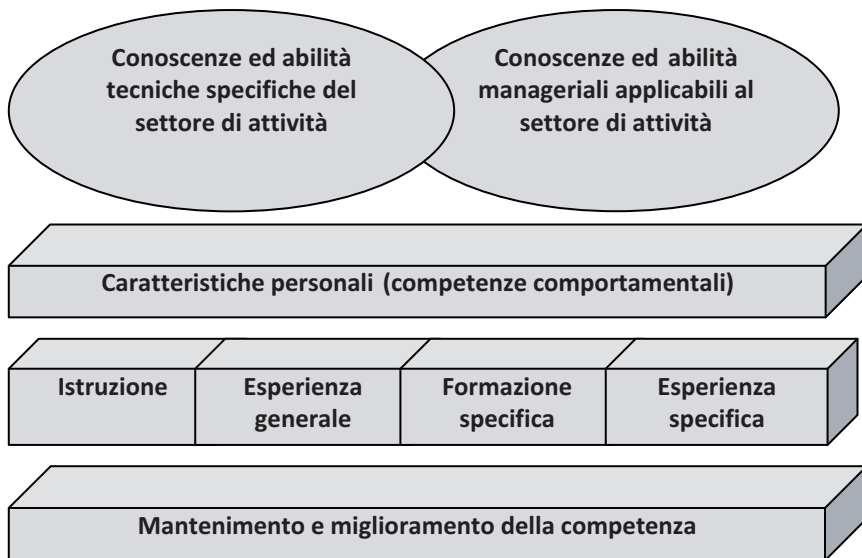 Conoscenze ed abilità
tecniche specifiche del
settore di attività
Conoscenze ed abilità
manageriali applicabili al
settore di attività
Caratteristiche personali (competenze comportamentali)
Istruzione
Esperienza
generale
Formazione
specifica
Esperienza
specifica
Mantenimento e miglioramento della competenza